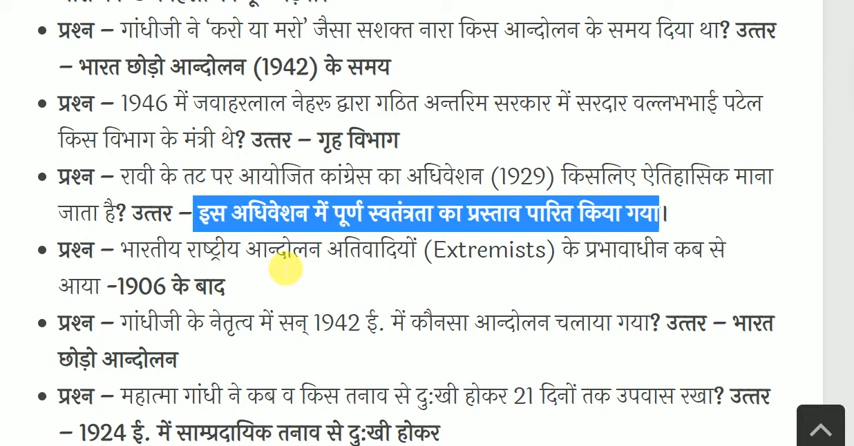 • प्रश्न – गांधीजी ने ‘करो या मरो’ जैसा सशक्त नारा किस आन्दोलन के समय दिया था? उत्तर
– भारत छोड़ो आन्दोलन (1942) के समय
• प्रश्न – 1946 में जवाहरलाल नेहरू द्वारा गठित अन्तरिम सरकार में सरदार वल्लभभाई पटेल
किस विभाग के मंत्री थे? उत्तर – गृह विभाग
• प्रश्न – रावी के तट पर आयोजित कांग्रेस का अधिवेशन (1929) किसलिए ऐतिहासिक माना
जाता है? उत्तर – इस अधिवेशन में पूर्ण स्वतंत्रता का प्रस्ताव पारित किया गया।
• प्रश्न – भारतीय राष्ट्रीय आन्दोलन अतिवादियों (Extremists) के प्रभावाधीन कब से
आया -1906 के बाद
• प्रश्न – गांधीजी के नेतृत्व में सन् 1942 ई. में कौनसा आन्दोलन चलाया गया? उत्तर – भारत
छोड़ो आन्दोलन
• प्रश्न – महात्मा गांधी ने कब व किस तनाव से दुःखी होकर 21 दिनों तक उपवास रखा? उत्तर
– 1924 ई. में साम्प्रदायिक तनाव से दुःखी होकर